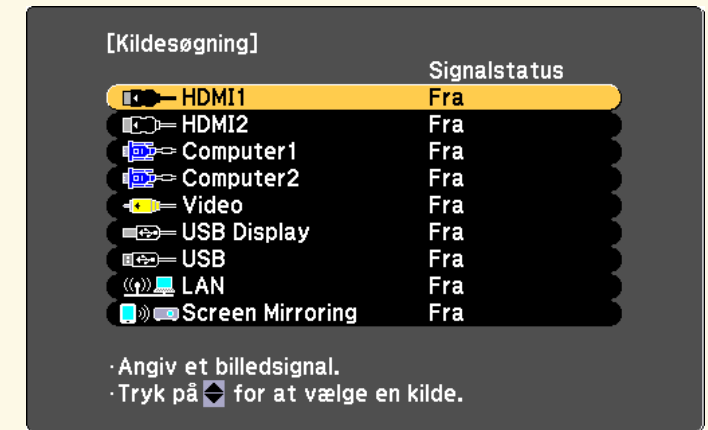 [Kildesøgning]
Signalstatus
HDMI1 Fra
HDMI2 Fra
Computer1 Fra
Computer2 Fra
Video Fra
USB Display Fra
USB Fra
LAN Fra
Screen Mirroring Fra
·Angiv et billedsignal.
·Tryk på for at vælge en kilde.